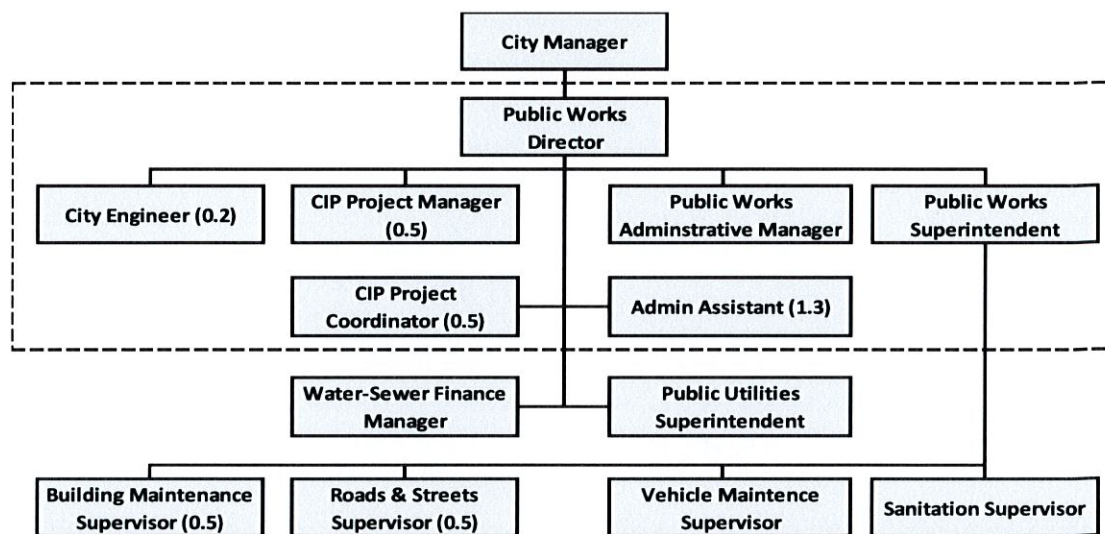 City Manager
Public Works
Director
City Engineer (0.2)
CIP Project Manager
(0.5)
Public Works
Adminstrative Manager
Public Works
Superintendent
CIP Project
Coordinator (0.5)
Admin Assistant (1.3)
Water-Sewer Finance
Manager
Public Utilities
Superintendent
Building Maintenance
Supervisor (0.5)
Roads & Streets
Supervisor (0.5)
Vehicle Maintence
Supervisor
Sanitation Supervisor